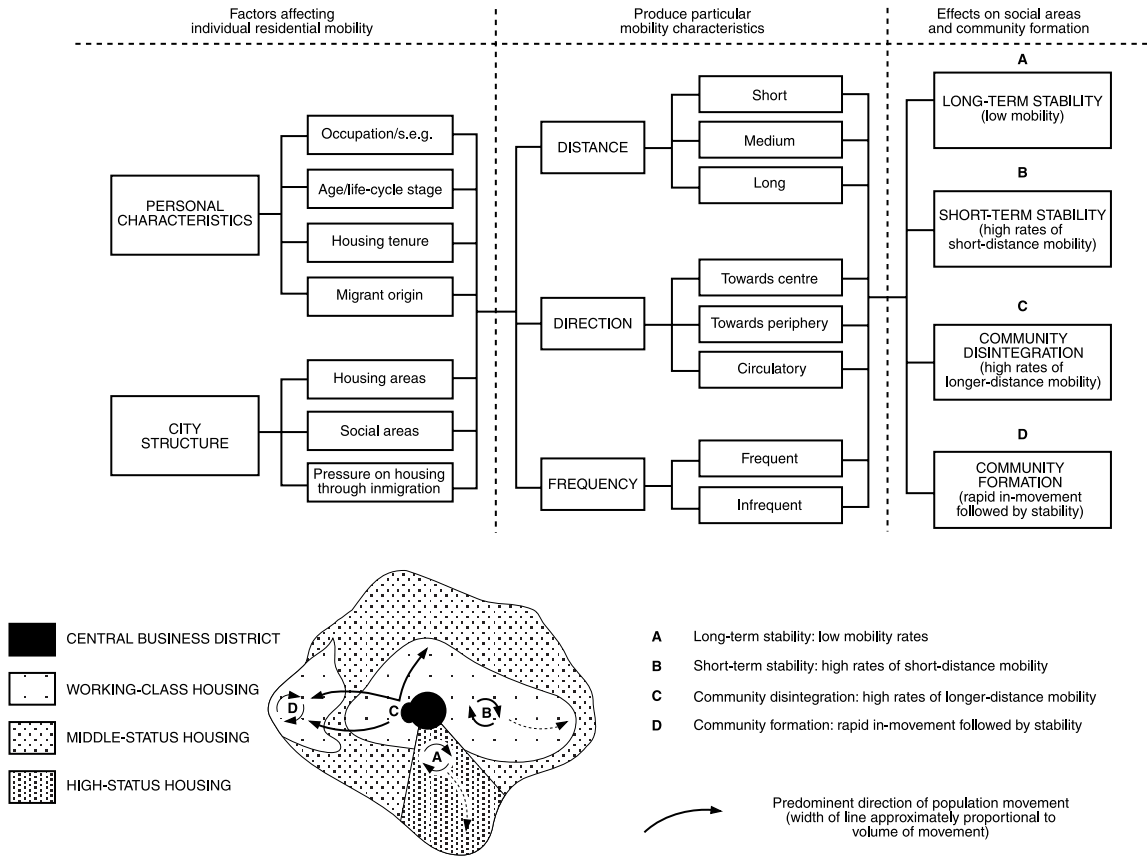 Factors affecting
individual residential mobility
Produce particular
mobility characteristics
Effects on social areas
and community formation
PERSONAL
CHARACTERISTICS
Occupation/s.e.g.
Age/life-cycle stage
Housing tenure
Migrant origin
CITY
STRUCTURE
Housing areas
Social areas
Pressure on housing
through inmigration
DISTANCE
Short
Medium
Long
DIRECTION
Towards centre
Towards periphery
Circulatory
FREQUENCY
Frequent
Infrequent
A
LONG-TERM STABILITY
(low mobility)
B
SHORT-TERM STABILITY
(high rates of
short-distance mobility)
C
COMMUNITY
DISINTEGRATION
(high rates of
longer-distance mobility)
D
COMMUNITY
FORMATION
(rapid in-movement
followed by stability)
CENTRAL BUSINESS DISTRICT
WORKING-CLASS HOUSING
MIDDLE-STATUS HOUSING
HIGH-STATUS HOUSING
D
C
B
A
A Long-term stability: low mobility rates
B Short-term stability: high rates of short-distance mobility
C Community disintegration: high rates of longer-distance mobility
D Community formation: rapid in-movement followed by stability
Predominent direction of population movement
(width of line approximately proportional to
volume of movement)